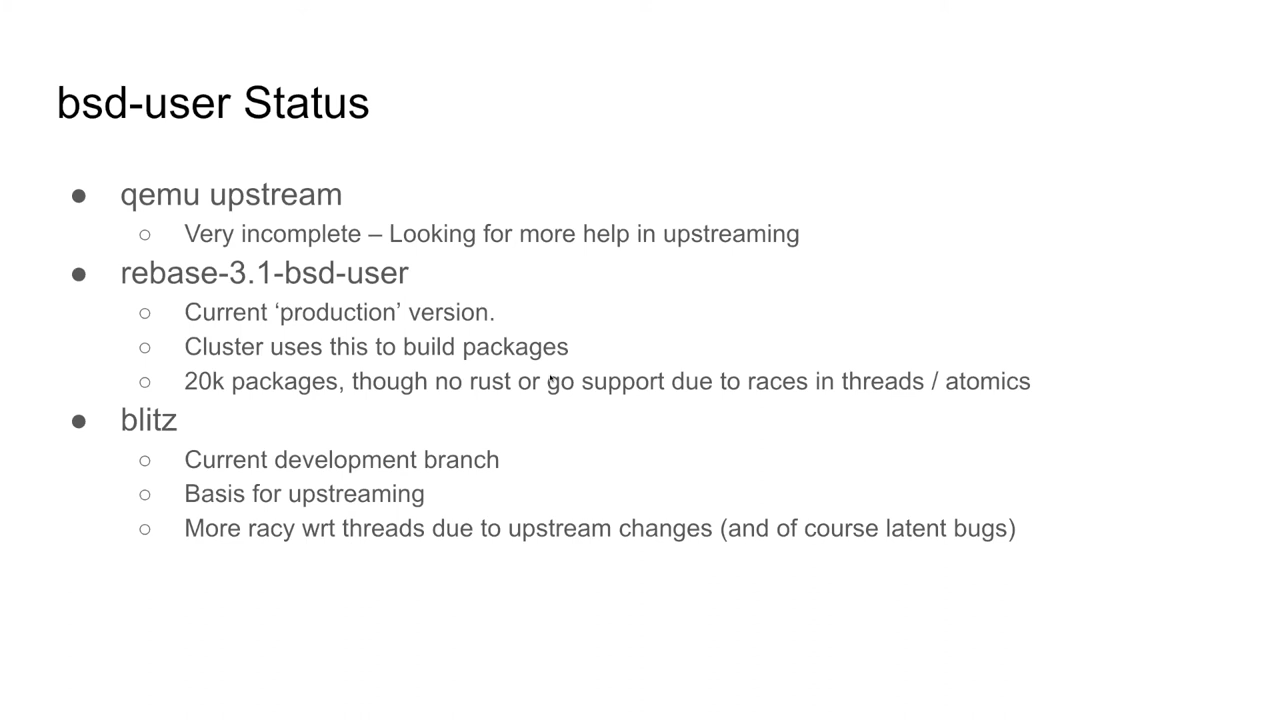 bsd-user Status
● qemu upstream
○ Very incomplete – Looking for more help in upstreaming
● rebase-3.1-bsd-user
○ Current ‘production’ version.
○ Cluster uses this to build packages
○ 20k packages, though no rust or go support due to races in threads / atomics
● blitz
○ Current development branch
○ Basis for upstreaming
○ More racy wrt threads due to upstream changes (and of course latent bugs)